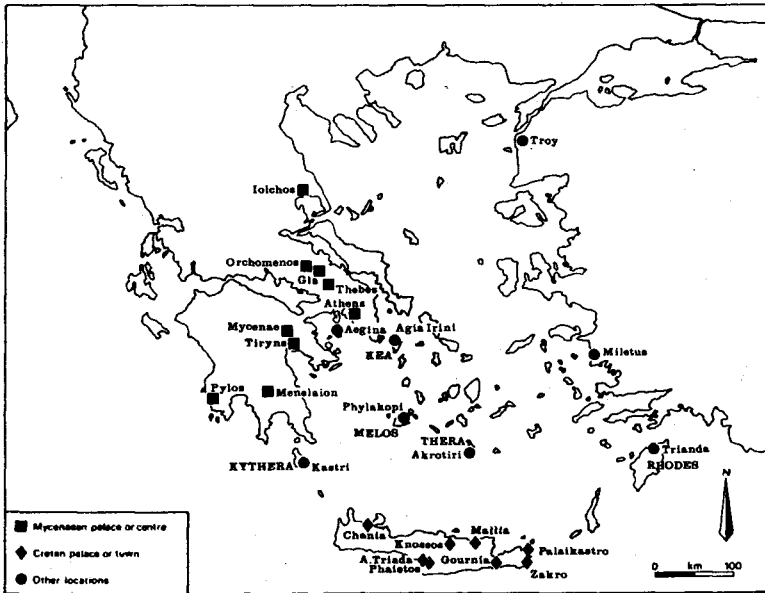 Troy
Iolchos
Orchomenos
Gla
Thebes
Athens
Mycenae
Aegina
Agia Irini
Tiryns
KEA
Miletus
Pylos
Menelaion
Phylakopi
MELOS
THERA
Akrotiri
Trianda
RHODES
KYTHERA
Kastri
N
Chania
Knossos
Mallia
Palaikastro
A.Triada
Phaistos
Gournia
Zakro
Mycenaean palace or centre
Cretan palace or town
Other locations
0 km 100